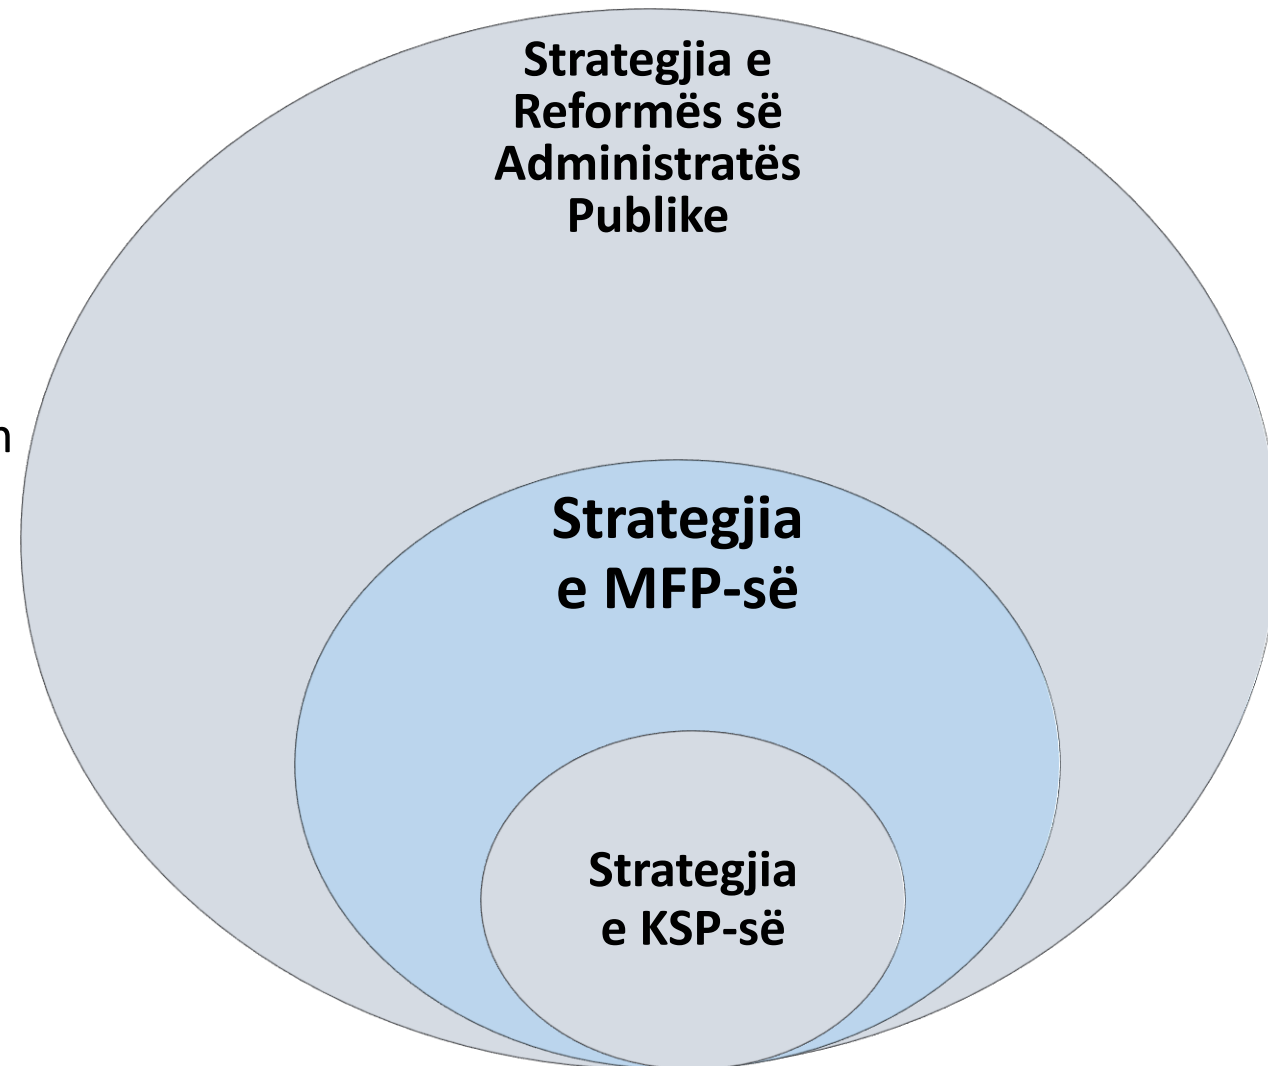 Strategjia e
Reformës së
Administratës
Publike
Strategjia
e MFP-së
Strategjia
e KSP-së